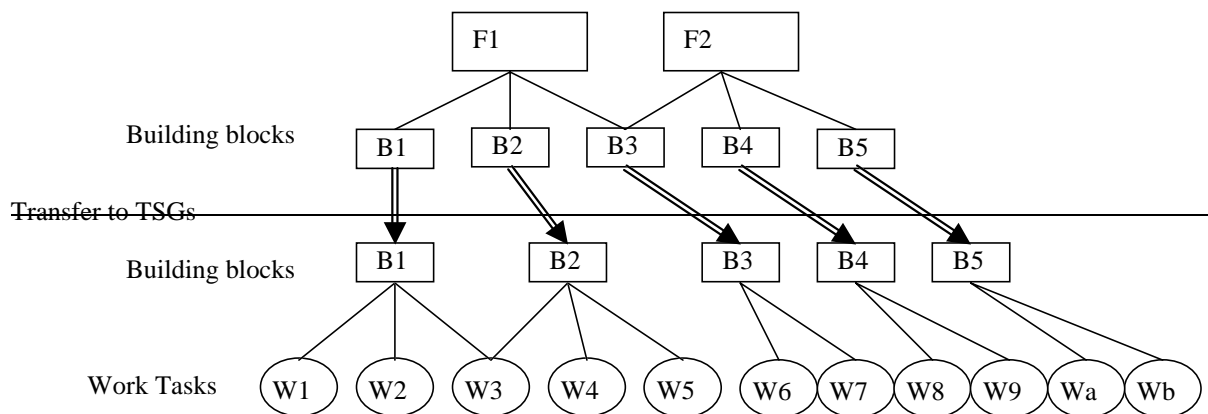 F1 F2
Building blocks B1 B2 B3 B4 B5
Transfer to TSGs
Building blocks B1 B2 B3 B4 B5
Work Tasks W1 W2 W3 W4 W5 W6 W7 W8 W9 Wa Wb